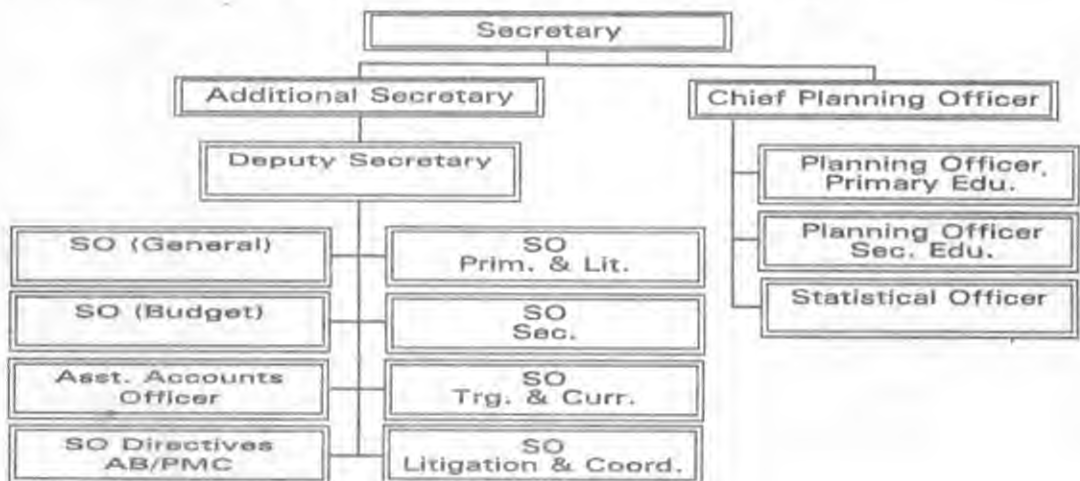 Secretary
Additional Secretary
Chief Planning Officer
Deputy Secretary
Planning Officer,
Primary Edu.
Planning Officer
Sec. Edu.
Statistical Officer
SO (General)
SO
Prim. & Lit.
SO (Budget)
SO
Sec.
Asst. Accounts
Officer
SO
Trg. & Curr.
SO Directives
AB/PMC
SO
Litigation & Coord.